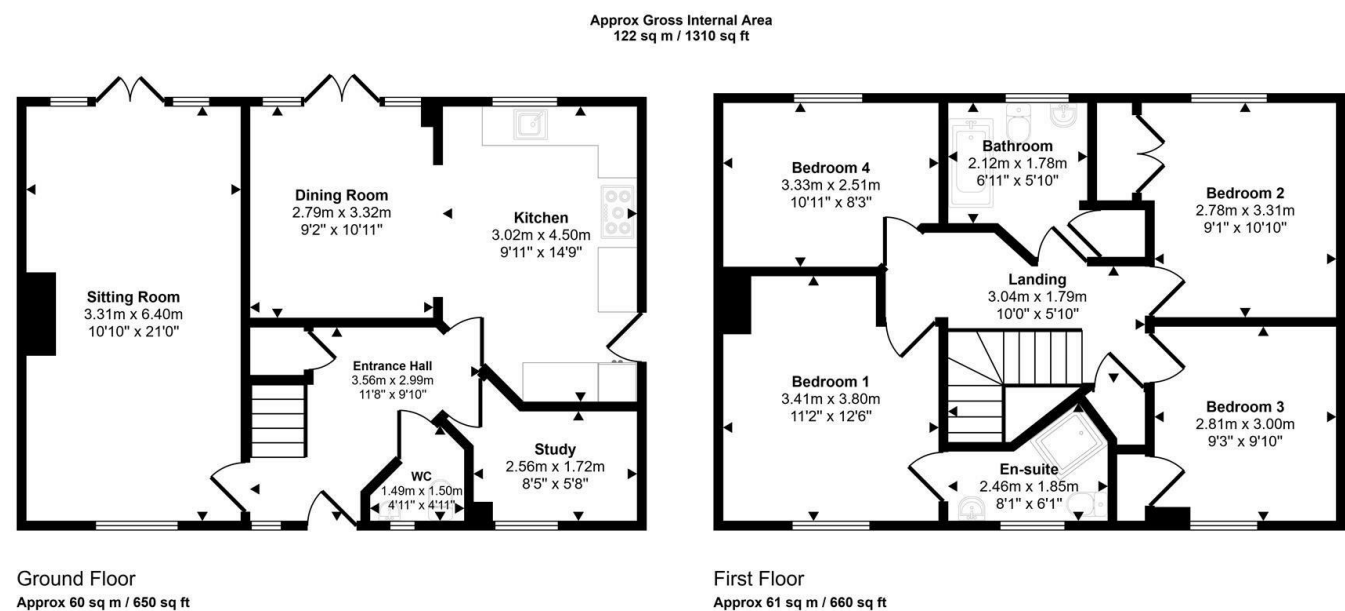 Approx Gross Internal Area
122 sq m / 1310 sq ft
Sitting Room
3.31m x 6.40m
10'10" x 21'0"
Dining Room
2.79m x 3.32m
9'2" x 10'11"
Kitchen
3.02m x 4.50m
9'11" x 14'9"
Entrance Hall
3.56m x 2.99m
11'8" x 9'10"
WC
1.49m x 1.50m
4'11" x 4'11"
Study
2.56m x 1.72m
8'5" x 5'8"
Ground Floor
Approx 60 sq m / 650 sq ft
Bedroom 4
3.33m x 2.51m
10'11" x 8'3"
Bathroom
2.12m x 1.78m
6'11" x 5'10"
Bedroom 2
2.78m x 3.31m
9'1" x 10'10"
Landing
3.04m x 1.79m
10'0" x 5'10"
Bedroom 1
3.41m x 3.80m
11'2" x 12'6"
Bedroom 3
2.81m x 3.00m
9'3" x 9'10"
En-suite
2.46m x 1.85m
8'1" x 6'1"
First Floor
Approx 61 sq m / 660 sq ft